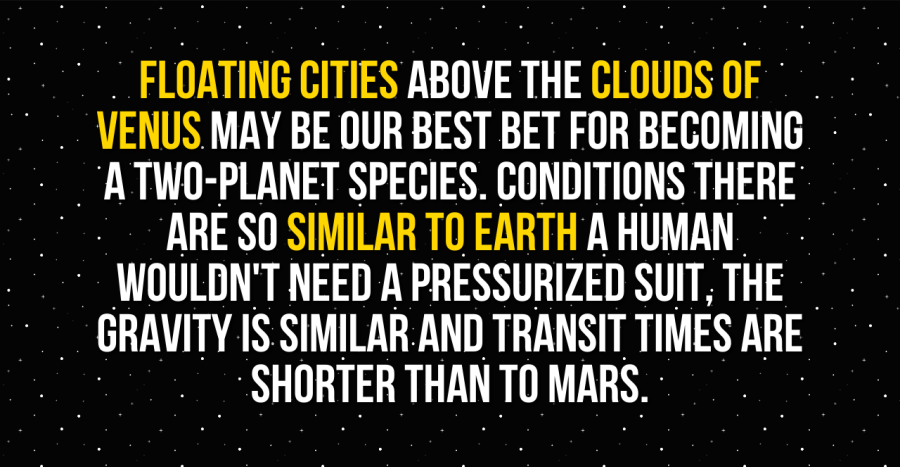 FLOATING CITIES ABOVE THE CLOUDS OF
VENUS MAY BE OUR BEST BET FOR BECOMING
A TWO-PLANET SPECIES. CONDITIONS THERE
ARE SO SIMILAR TO EARTH A HUMAN
WOULDN'T NEED A PRESSURIZED SUIT, THE
GRAVITY IS SIMILAR AND TRANSIT TIMES ARE
SHORTER THAN TO MARS.